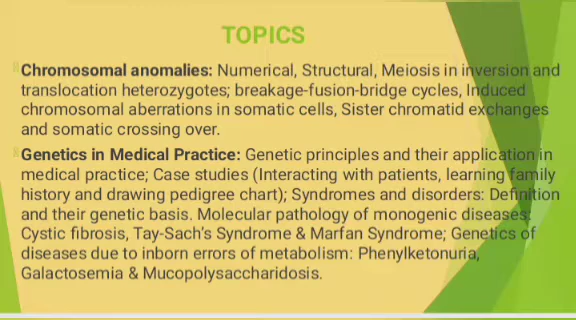 TOPICS
Chromosomal anomalies: Numerical, Structural, Meiosis in inversion and
translocation heterozygotes; breakage-fusion-bridge cycles, Induced
chromosomal aberrations in somatic cells, Sister chromatid exchanges
and somatic crossing over.
Genetics in Medical Practice: Genetic principles and their application in
medical practice; Case studies (Interacting with patients, learning family
history and drawing pedigree chart); Syndromes and disorders: Definition
and their genetic basis. Molecular pathology of monogenic diseases:
Cystic fibrosis, Tay-Sach's Syndrome & Marfan Syndrome; Genetics of
diseases due to inborn errors of metabolism: Phenylketonuria,
Galactosemia & Mucopolysaccharidosis.